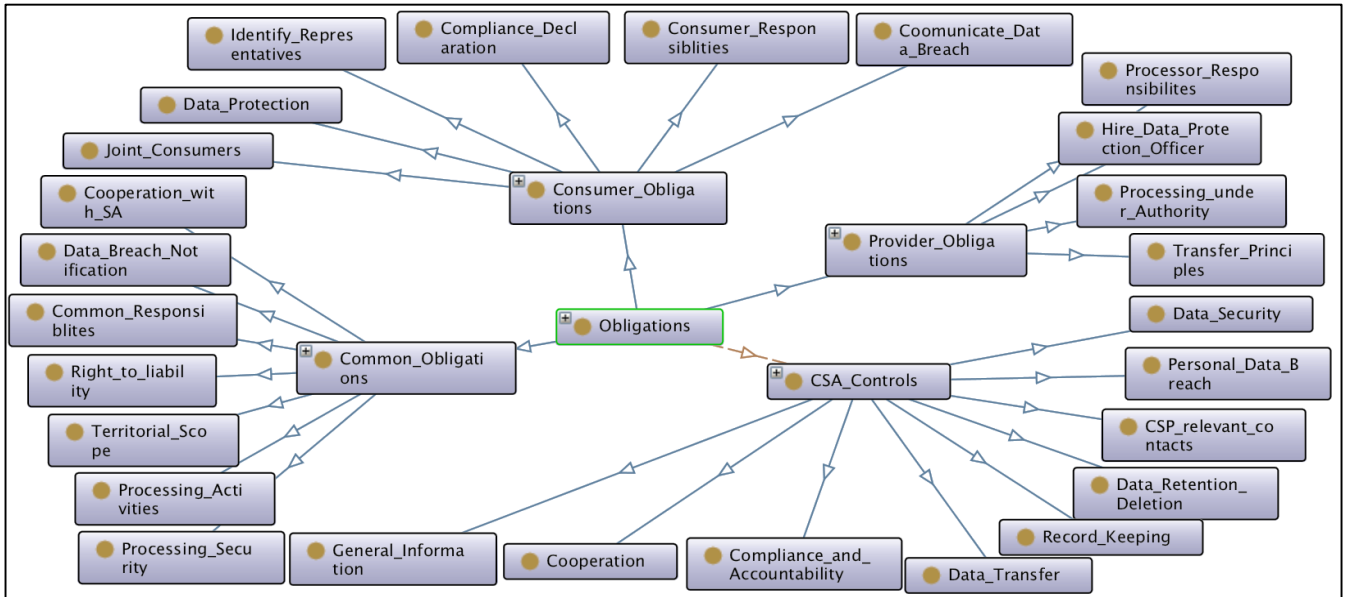 Identify_Repres
entatives
Compliance_Decl
aration
Consumer_Respon
siblities
Coomunicate_Dat
a_Breach
Processor_Respo
nsibilites
Data_Protection
Hire_Data_Prote
ction_Officer
Joint_Consumers
Consumer_Obliga
tions
Cooperation_wit
h_SA
Processing_unde
r_Authority
Data_Breach_Not
ification
Provider_Obliga
tions
Transfer_Princi
ples
Common_Responsi
blites
Obligations
Data_Security
Common_Obligati
ons
Right_to_liabil
ity
CSA_Controls
Personal_Data_B
reach
Territorial_Sco
pe
CSP_relevant_co
ntacts
Processing_Acti
vities
Data_Retention_
Deletion
Processing_Secu
rity
General_Informa
tion
Cooperation
Compliance_and_
Accountability
Record_Keeping
Data_Transfer